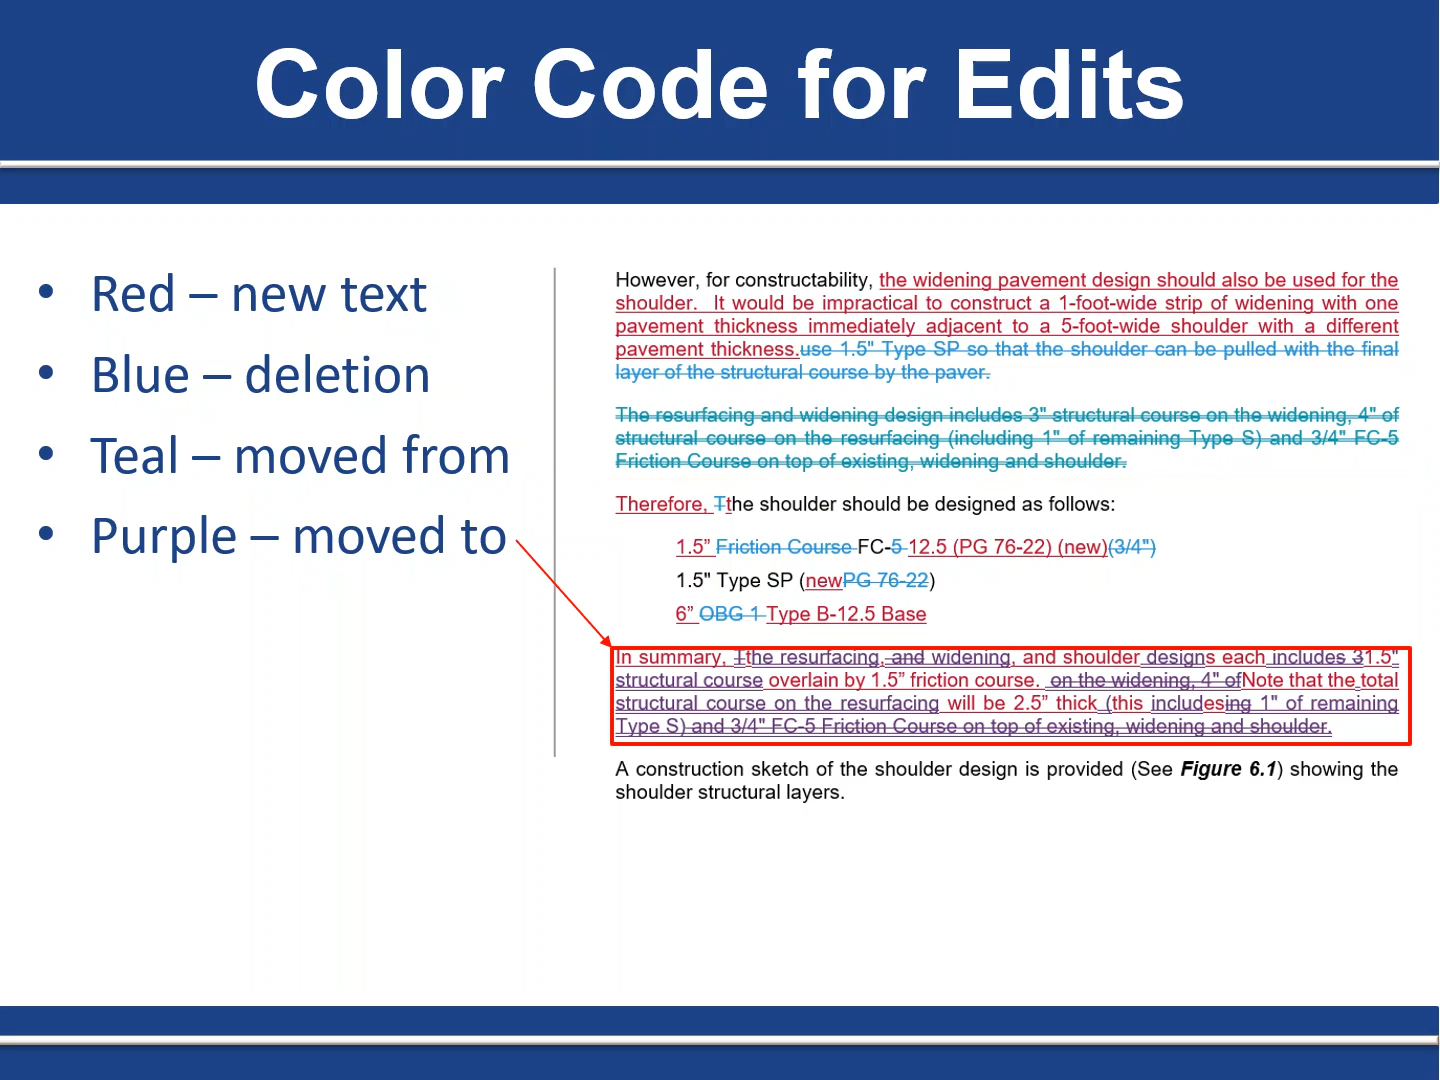 Color Code for Edits
• Red – new text
• Blue – deletion
• Teal – moved from
• Purple – moved to
However, for constructability, the widening pavement design should also be used for the
shoulder. It would be impractical to construct a 1-foot-wide strip of widening with one
pavement thickness immediately adjacent to a 5-foot-wide shoulder with a different
pavement thickness.use 1.5" Type SP so that the shoulder can be pulled with the final
layer of the structural course by the paver.
The resurfacing and widening design includes 3" structural course on the widening, 4" of
structural course on the resurfacing (including 1" of remaining Type S) and 3/4" FC-5
Friction Course on top of existing, widening and shoulder.
Therefore, Tthe shoulder should be designed as follows:
1.5” Friction Course FC-5 12.5 (PG 76-22) (new)(3/4")
1.5" Type SP (newPG 76-22)
6” OBG 1 Type B-12.5 Base
In summary, Tthe resurfacing, and widening, and shoulder designs each includes 31.5"
structural course overlain by 1.5” friction course. on the widening, 4" ofNote that the total
structural course on the resurfacing will be 2.5” thick (this includesing 1" of remaining
Type S) and 3/4" FC-5 Friction Course on top of existing, widening and shoulder.
A construction sketch of the shoulder design is provided (See Figure 6.1) showing the
shoulder structural layers.